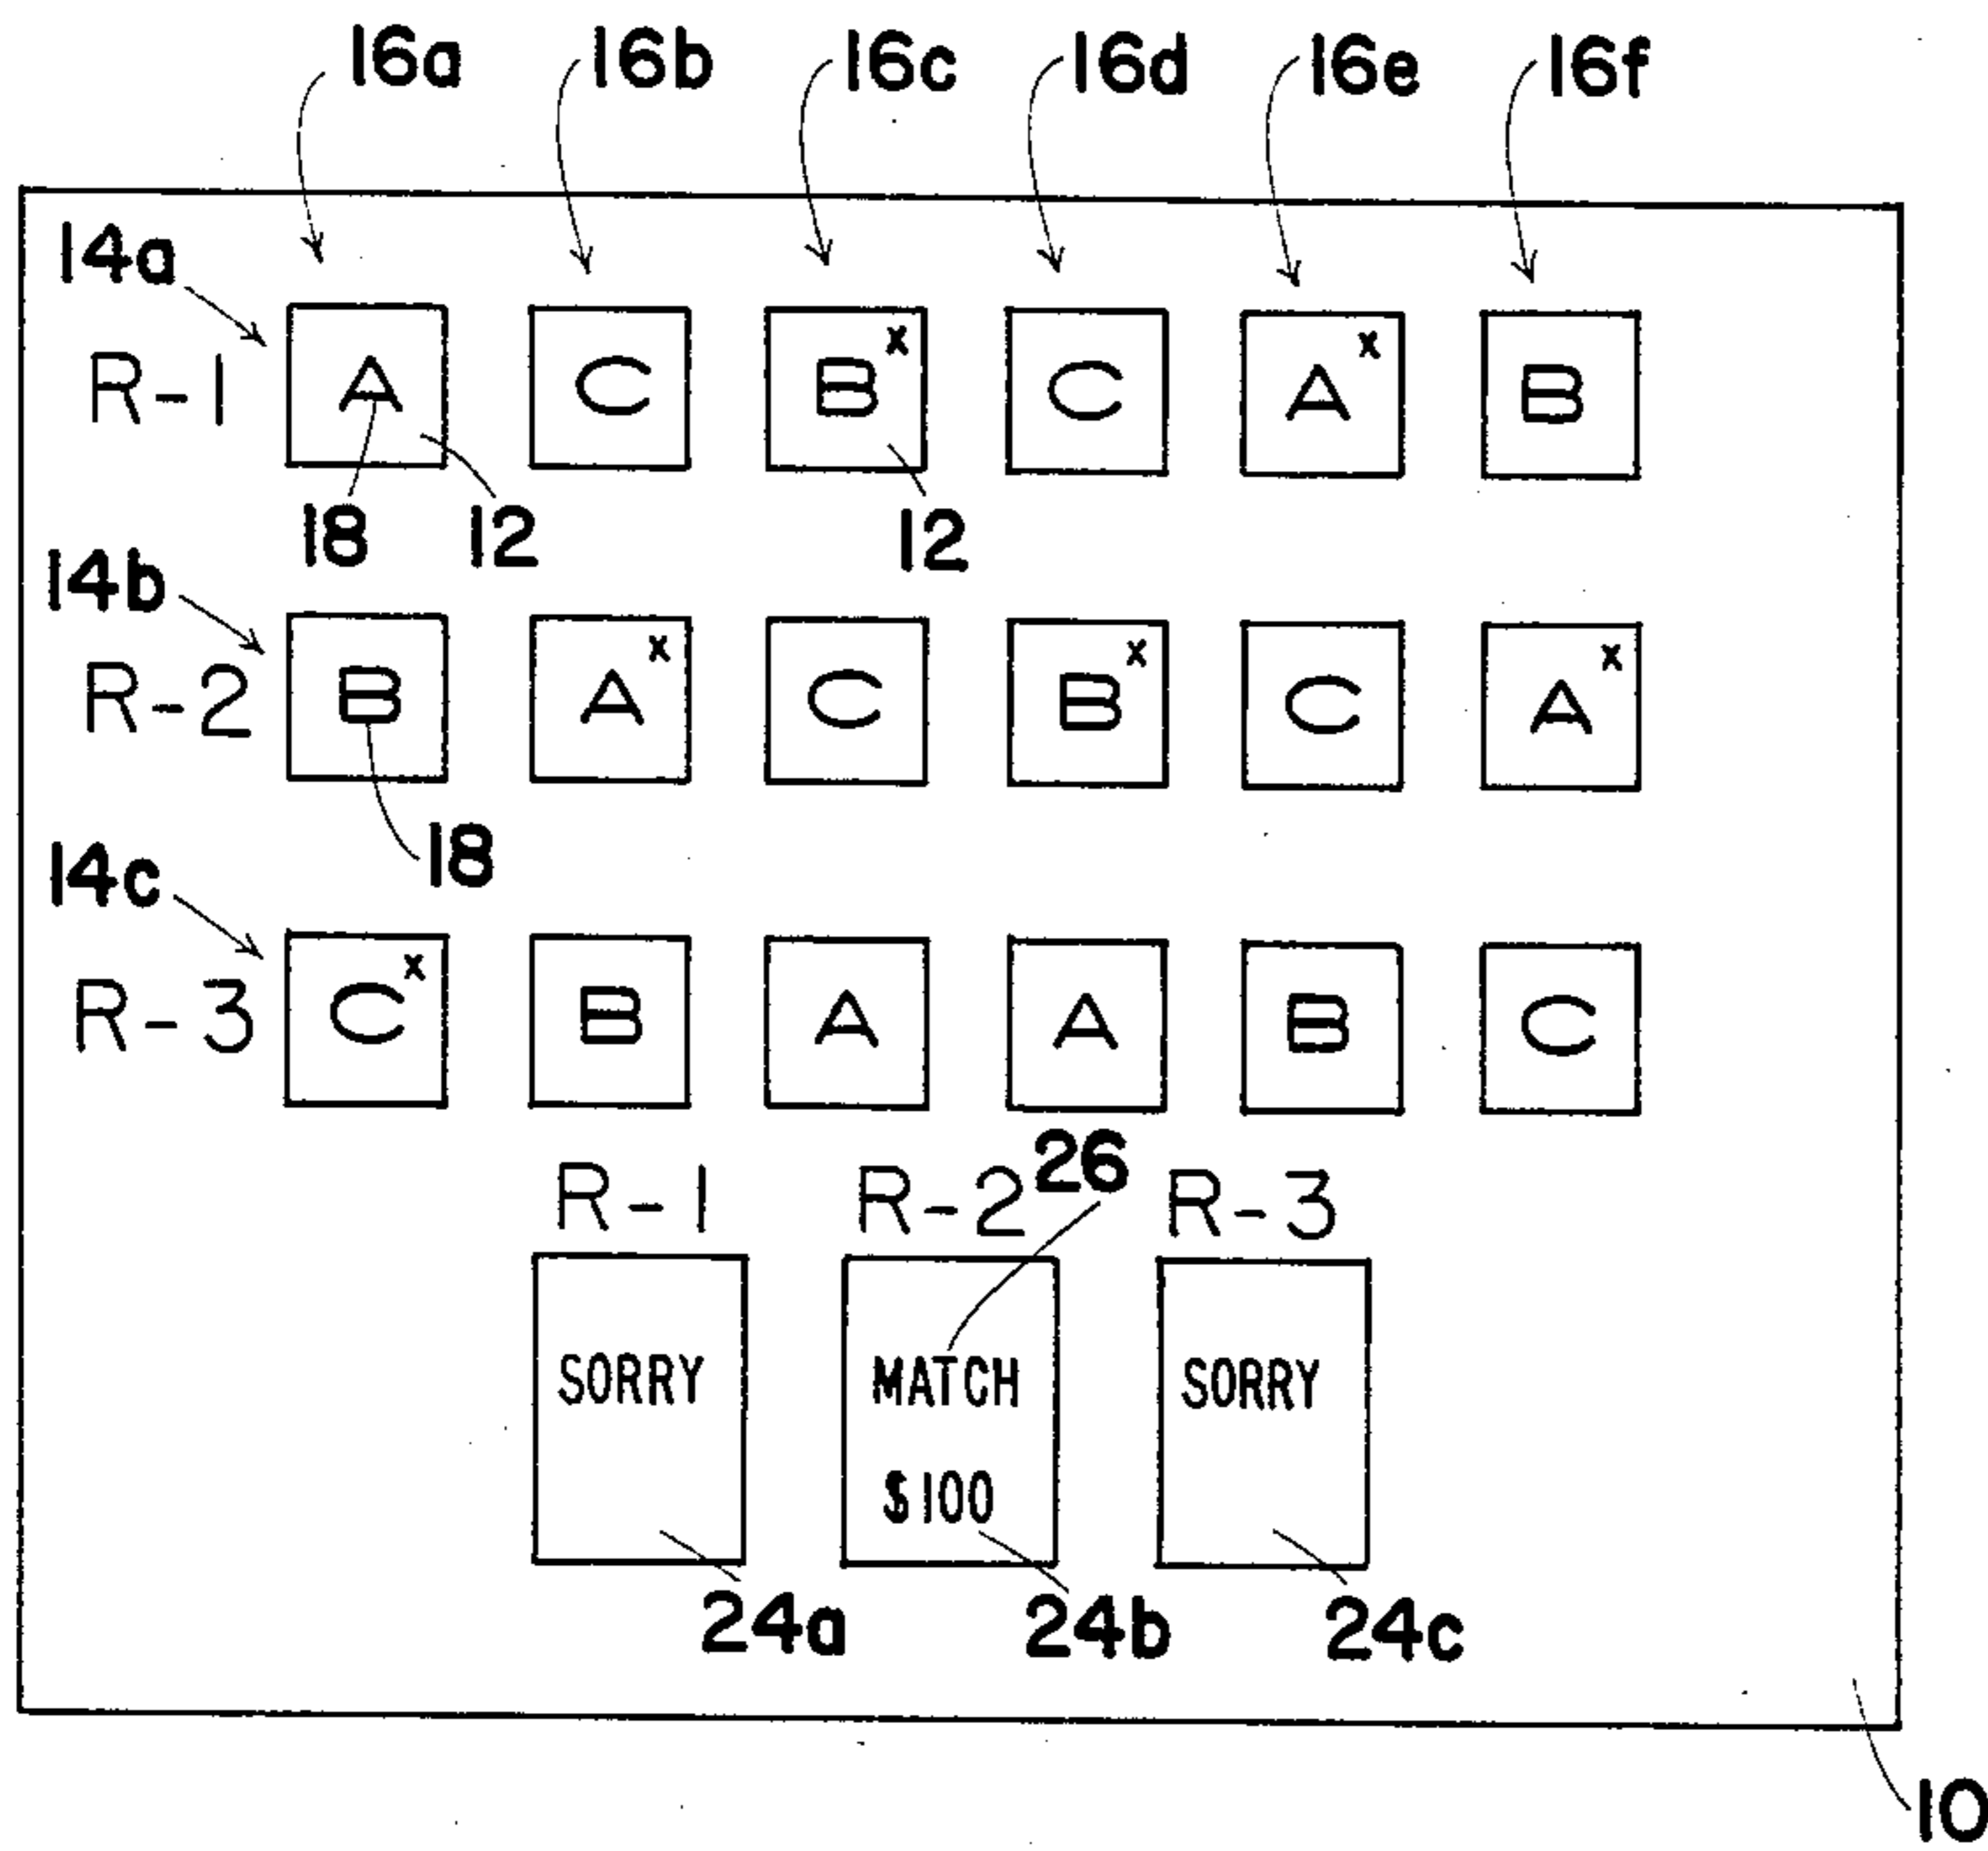 16a 16b 16c 16d 16e 16f
14a
R-1 A C B x C A x B
18 12 12
14b
R-2 B A x C B x C A x
18
14c
R-3 C x B A A B C
26
R-1 R-2 R-3
SORRY MATCH SORRY
$100
24a 24b 24c
10